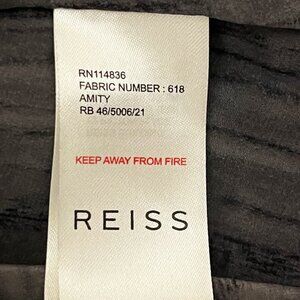 RN114836
FABRIC NUMBER : 618
AMITY
RB 46/5006/21
KEEP AWAY FROM FIRE
REISS